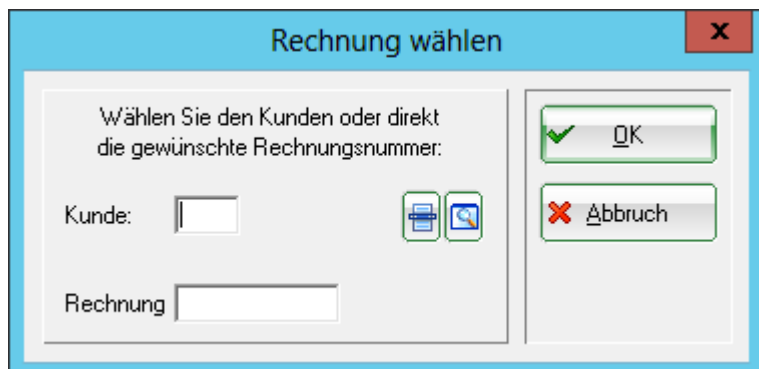 Rechnung wählen
x
Wählen Sie den Kunden oder direkt
die gewünschte Rechnungsnummer:
OK
Kunde:
Abbruch
Rechnung